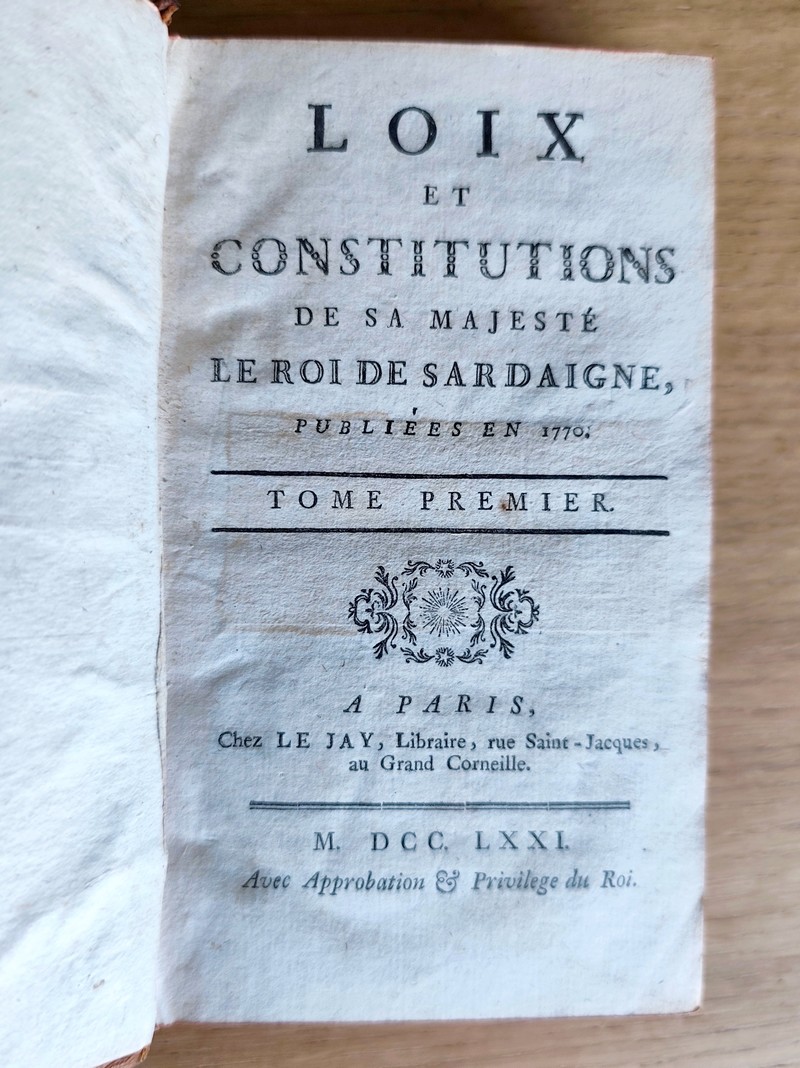 LOIX
ET
CONSTITUTIONS
DE SA MAJESTÉ
LE ROI DE SARDAIGNE,
PUBLIÉES EN 1770.
TOME PREMIER.
A PARIS,
Chez LE JAY, Libraire, rue Saint-Jacques,
au Grand Corneille.
M. DCC. LXXI.
Avec Approbation & Privilege du Roi.